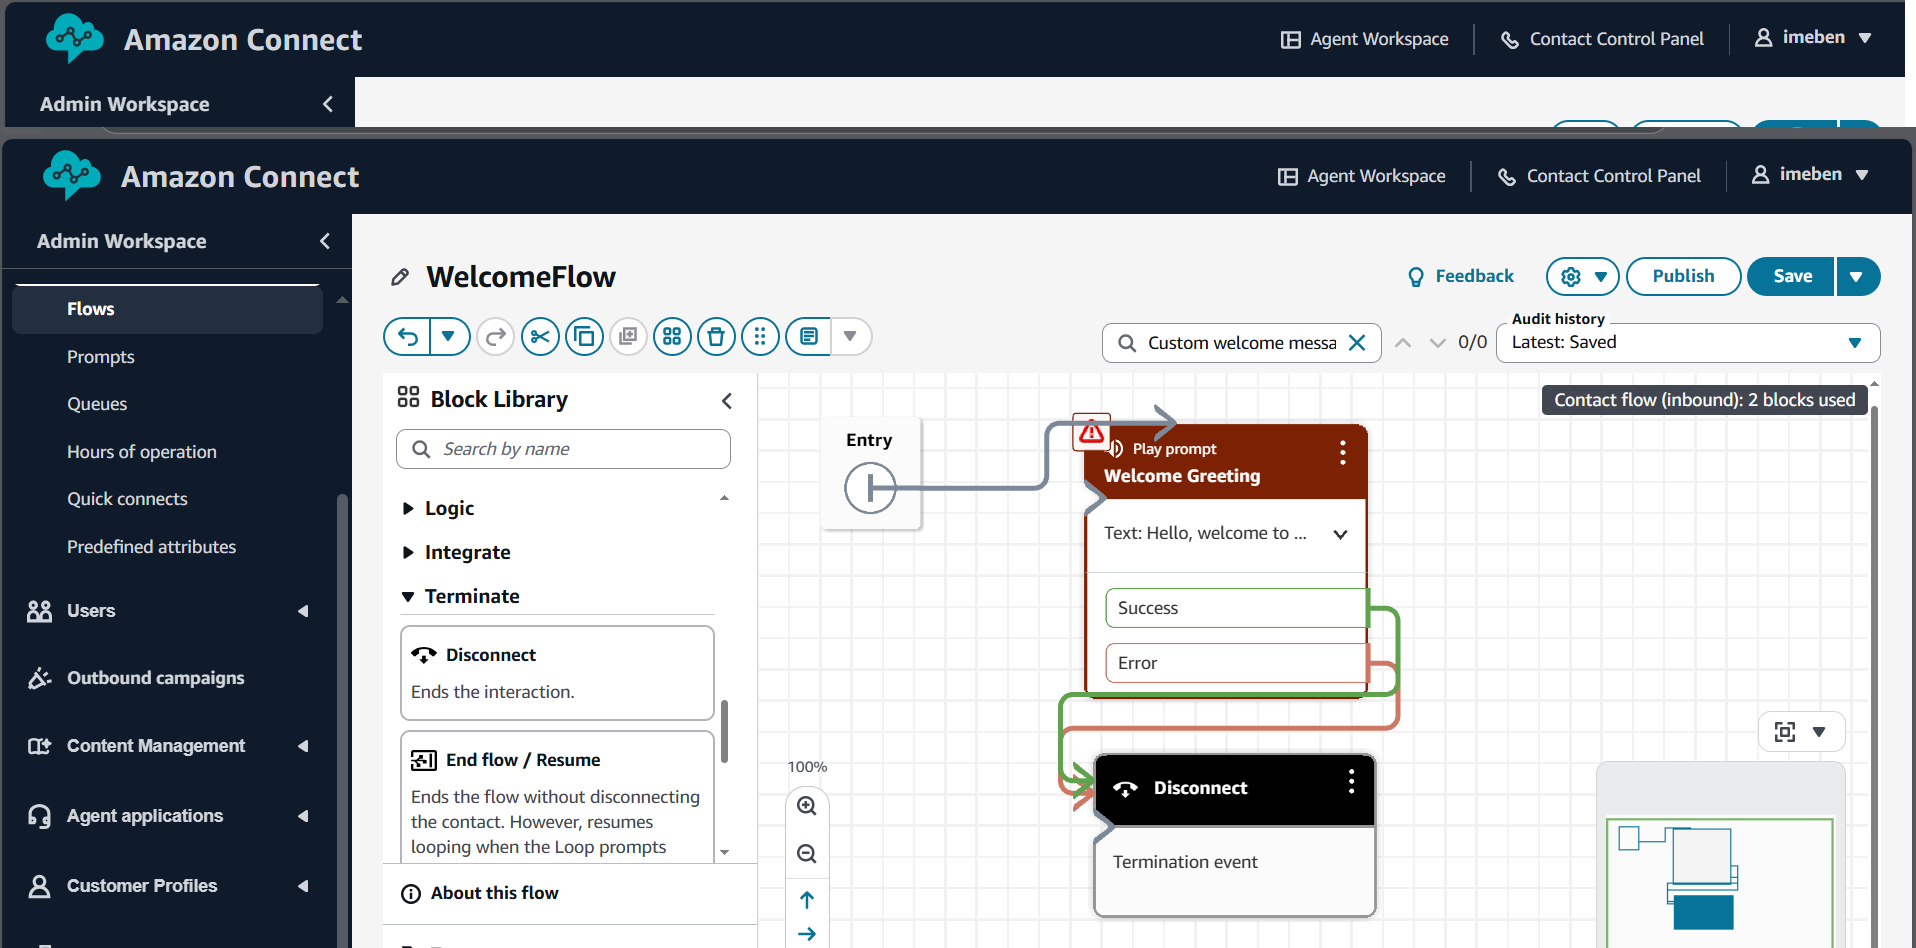 Amazon Connect
Agent Workspace
Contact Control Panel
imeben
Admin Workspace
Amazon Connect
Agent Workspace
Contact Control Panel
imeben
Admin Workspace
Flows
Prompts
Queues
Hours of operation
Quick connects
Predefined attributes
Users
Outbound campaigns
Content Management
Agent applications
Customer Profiles
WelcomeFlow
Feedback
Publish
Save
Custom welcome messa
0/0
Audit history
Latest: Saved
Block Library
Search by name
Logic
Integrate
Terminate
Disconnect
Ends the interaction.
End flow / Resume
Ends the flow without disconnecting
the contact. However, resumes
looping when the Loop prompts
About this flow
Contact flow (inbound): 2 blocks used
Entry
Play prompt
Welcome Greeting
Text: Hello, welcome to ...
Success
Error
Disconnect
Termination event
100%